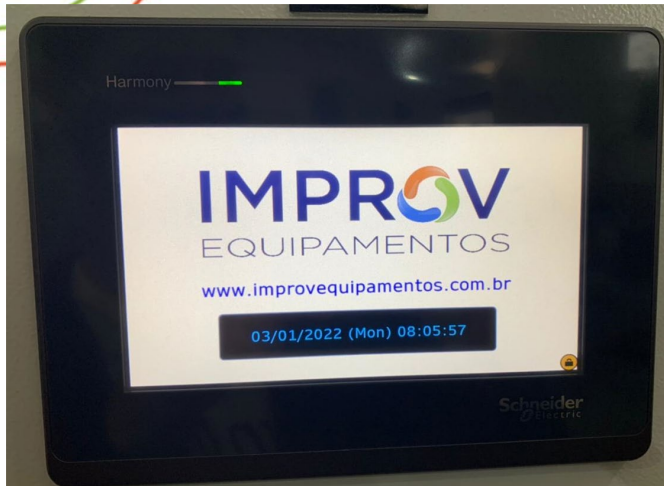 Harmony
IMPROV
EQUIPAMENTOS
www.improvequipamentos.com.br
03/01/2022 (Mon) 08:05:57
Schneider
Electric